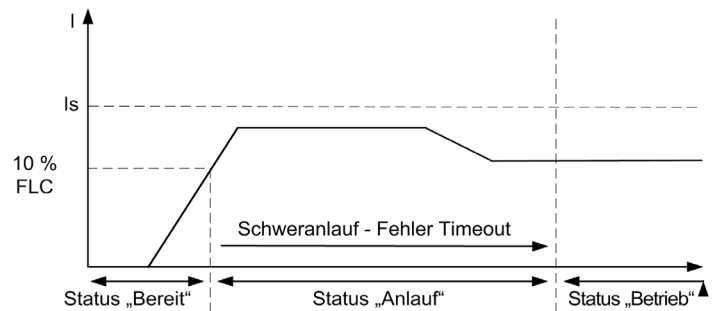 I
Is
10 %
FLC
Schweranlauf - Fehler Timeout
Status „Bereit“
Status „Anlauf“
Status „Betrieb“